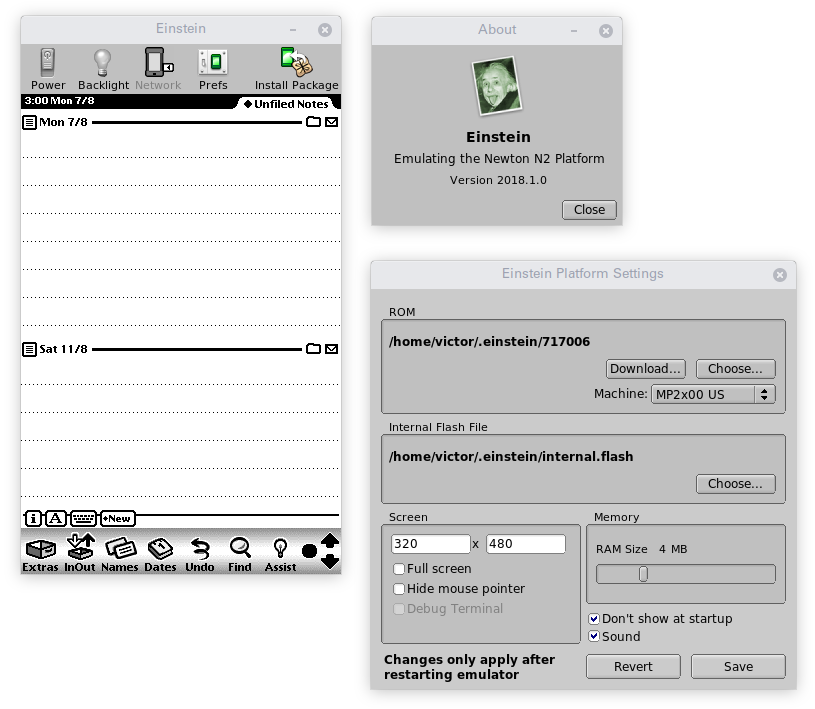 Einstein
Power
Backlight
Network
Prefs
Install Package
3:00 Mon 7/8
Unfiled Notes
Mon 7/8
Sat 11/8
i
A
New
Extras
InOut
Names
Dates
Undo
Find
Assist
About
Einstein
Emulating the Newton N2 Platform
Version 2018.1.0
Close
Einstein Platform Settings
ROM
/home/victor/.einstein/717006
Download...
Choose...
Machine: MP2x00 US
Internal Flash File
/home/victor/.einstein/internal.flash
Choose...
Screen
320 x 480
Full screen
Hide mouse pointer
Debug Terminal
Memory
RAM Size 4 MB
Don't show at startup
Sound
Changes only apply after
restarting emulator
Revert
Save